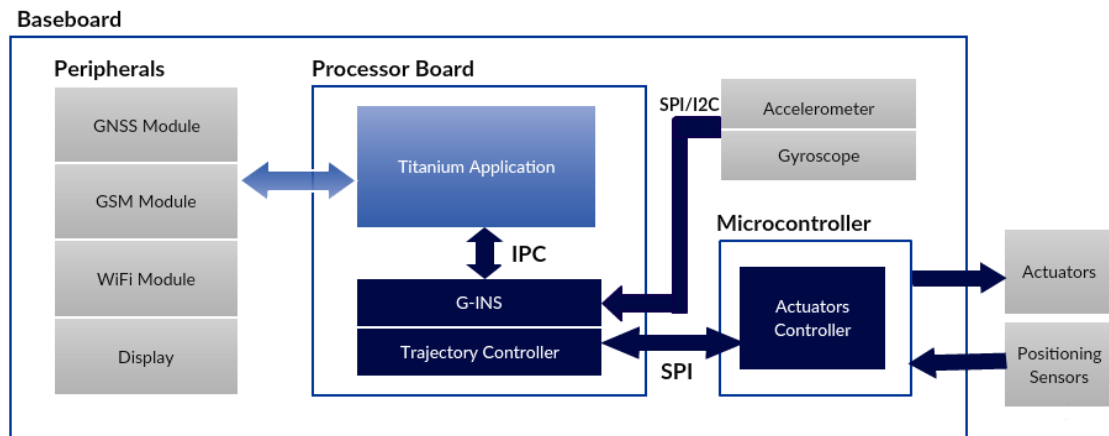 Baseboard
Peripherals
GNSS Module
GSM Module
WiFi Module
Display
Processor Board
Titanium Application
IPC
G-INS
Trajectory Controller
SPI/I2C
Accelerometer
Gyroscope
SPI
Microcontroller
Actuators
Controller
Actuators
Positioning
Sensors